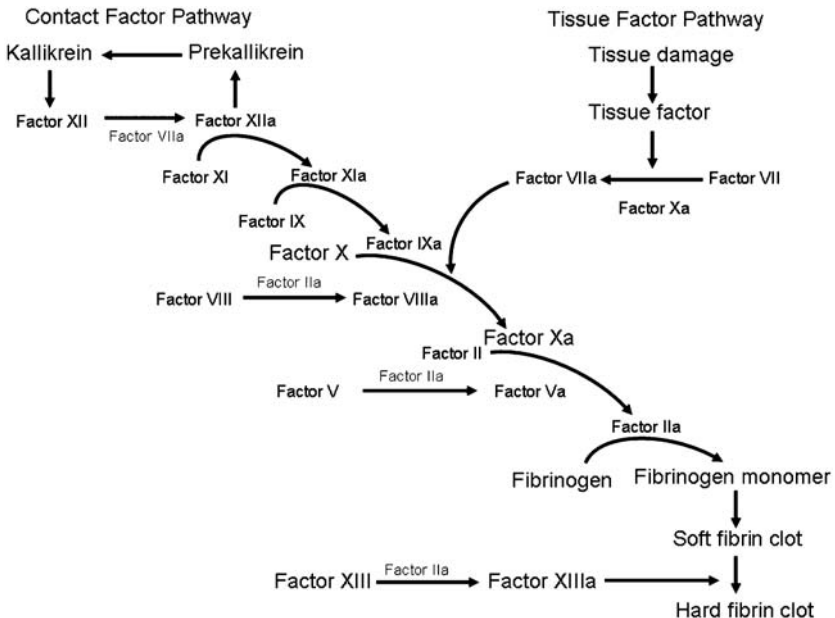 Contact Factor Pathway
Tissue Factor Pathway
Kallikrein
Prekallikrein
Tissue damage
Tissue factor
Factor XII
Factor VIIa
Factor XIIa
Factor XI
Factor XIa
Factor VIIa
Factor VII
Factor Xa
Factor IX
Factor IXa
Factor X
Factor VIII
Factor IIa
Factor VIIIa
Factor Xa
Factor II
Factor V
Factor IIa
Factor Va
Factor IIa
Fibrinogen
Fibrinogen monomer
Soft fibrin clot
Factor XIII
Factor IIa
Factor XIIIa
Hard fibrin clot